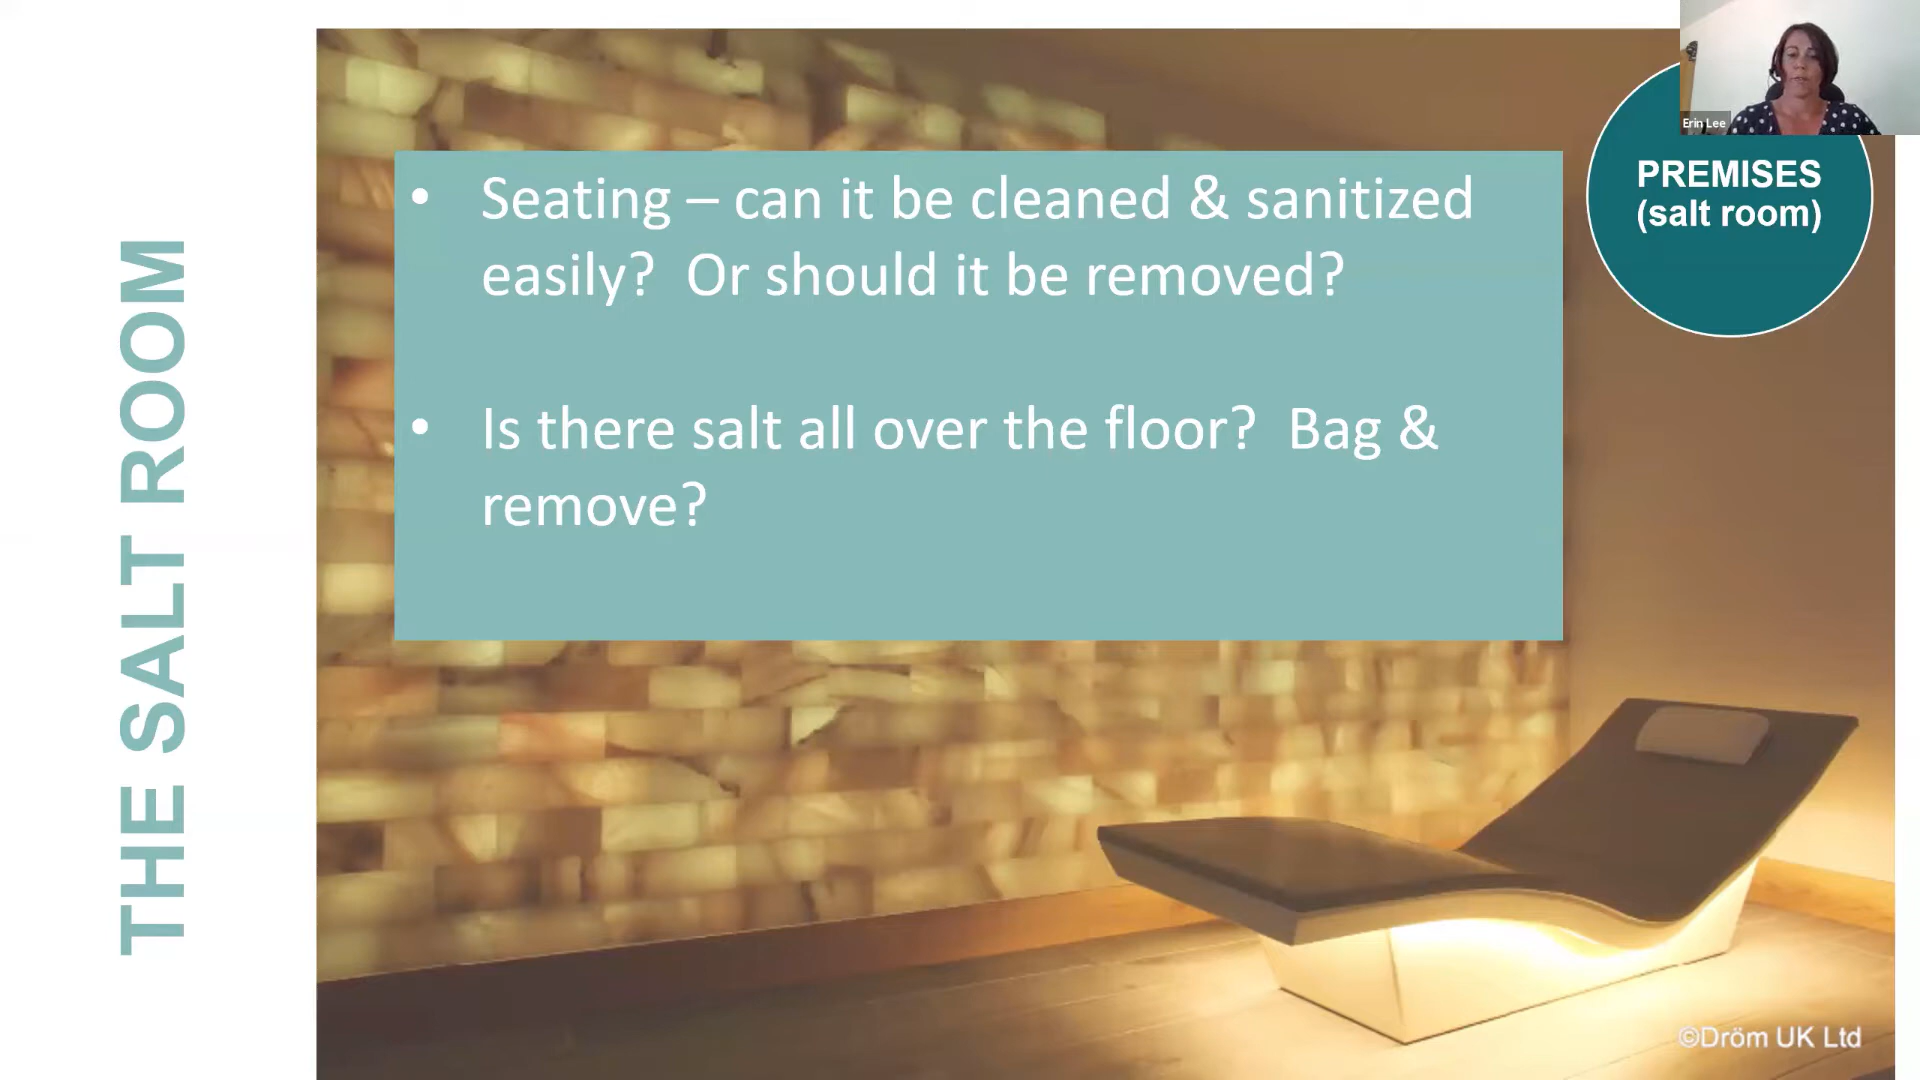 THE SALT ROOM
Erin Lee
PREMISES
(salt room)
• Seating – can it be cleaned & sanitized
easily?  Or should it be removed?
• Is there salt all over the floor?  Bag &
remove?
©Dröm UK Ltd